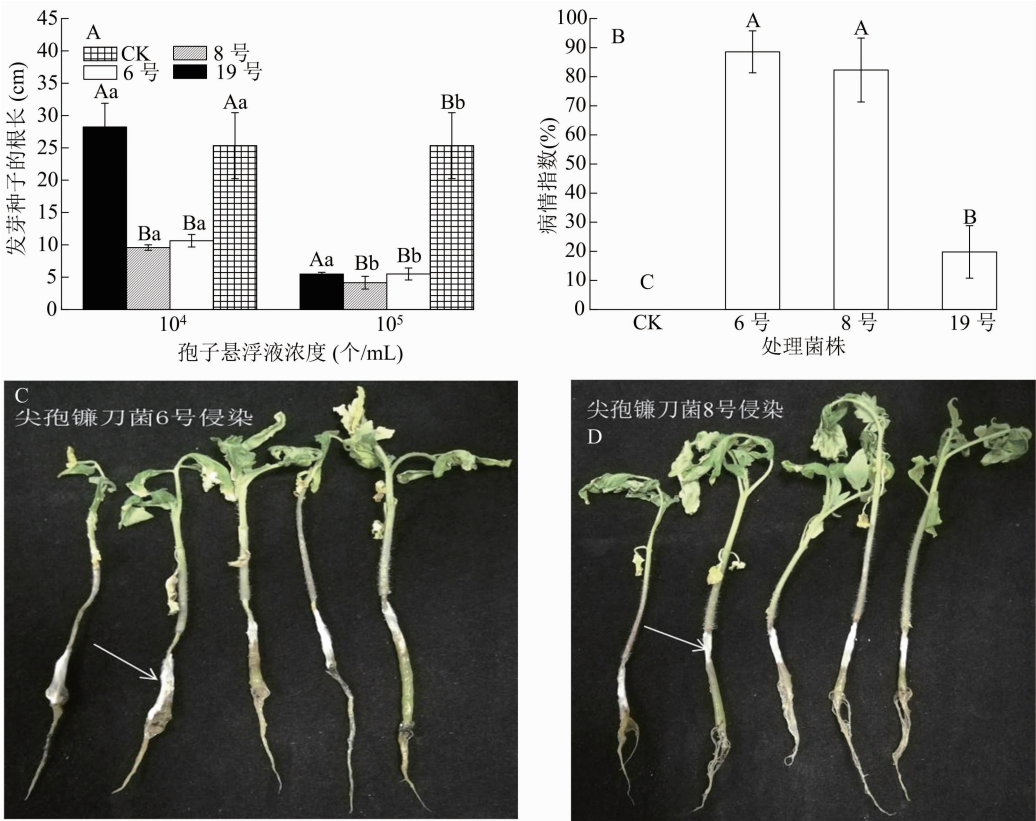 A
CK
8 号
6 号
19 号
发芽种子的根长 (cm)
45
40
35
30
25
20
15
10
5
0
Aa
Ba
Ba
Aa
Aa
Bb
Bb
Bb
10⁴
10⁵
孢子悬浮液浓度 (个/mL)
B
病情指数(%)
100
90
80
70
60
50
40
30
20
10
0
C
A
A
B
CK
6 号
8 号
19 号
处理菌株
C
尖孢镰刀菌6号侵染
尖孢镰刀菌8号侵染
D